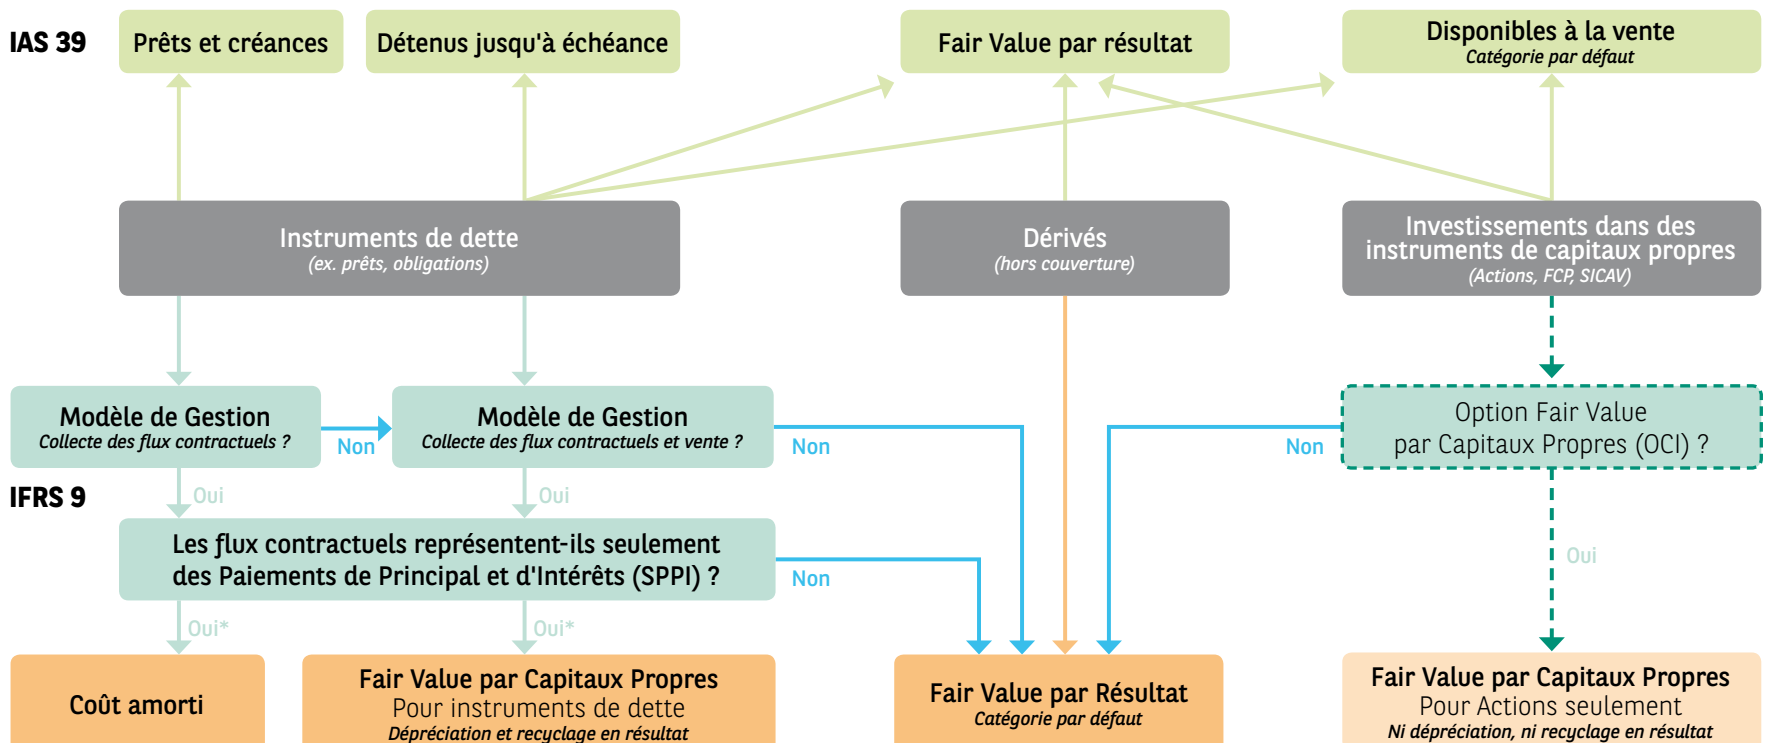 IAS 39
Prêts et créances
Détenus jusqu'à échéance
Fair Value par résultat
Disponibles à la vente
Catégorie par défaut
Instruments de dette
(ex. prêts, obligations)
Dérivés
(hors couverture)
Investissements dans des
instruments de capitaux propres
(Actions, FCP, SICAV)
Modèle de Gestion
Collecte des flux contractuels ?
Non
Modèle de Gestion
Collecte des flux contractuels et vente ?
Non
Non
Option Fair Value
par Capitaux Propres (OCI) ?
IFRS 9
Oui
Oui
Les flux contractuels représentent-ils seulement
des Paiements de Principal et d'Intérêts (SPPI) ?
Non
Oui
Oui*
Oui*
Coût amorti
Fair Value par Capitaux Propres
Pour instruments de dette
Dépréciation et recyclage en résultat
Fair Value par Résultat
Catégorie par défaut
Fair Value par Capitaux Propres
Pour Actions seulement
Ni dépréciation, ni recyclage en résultat